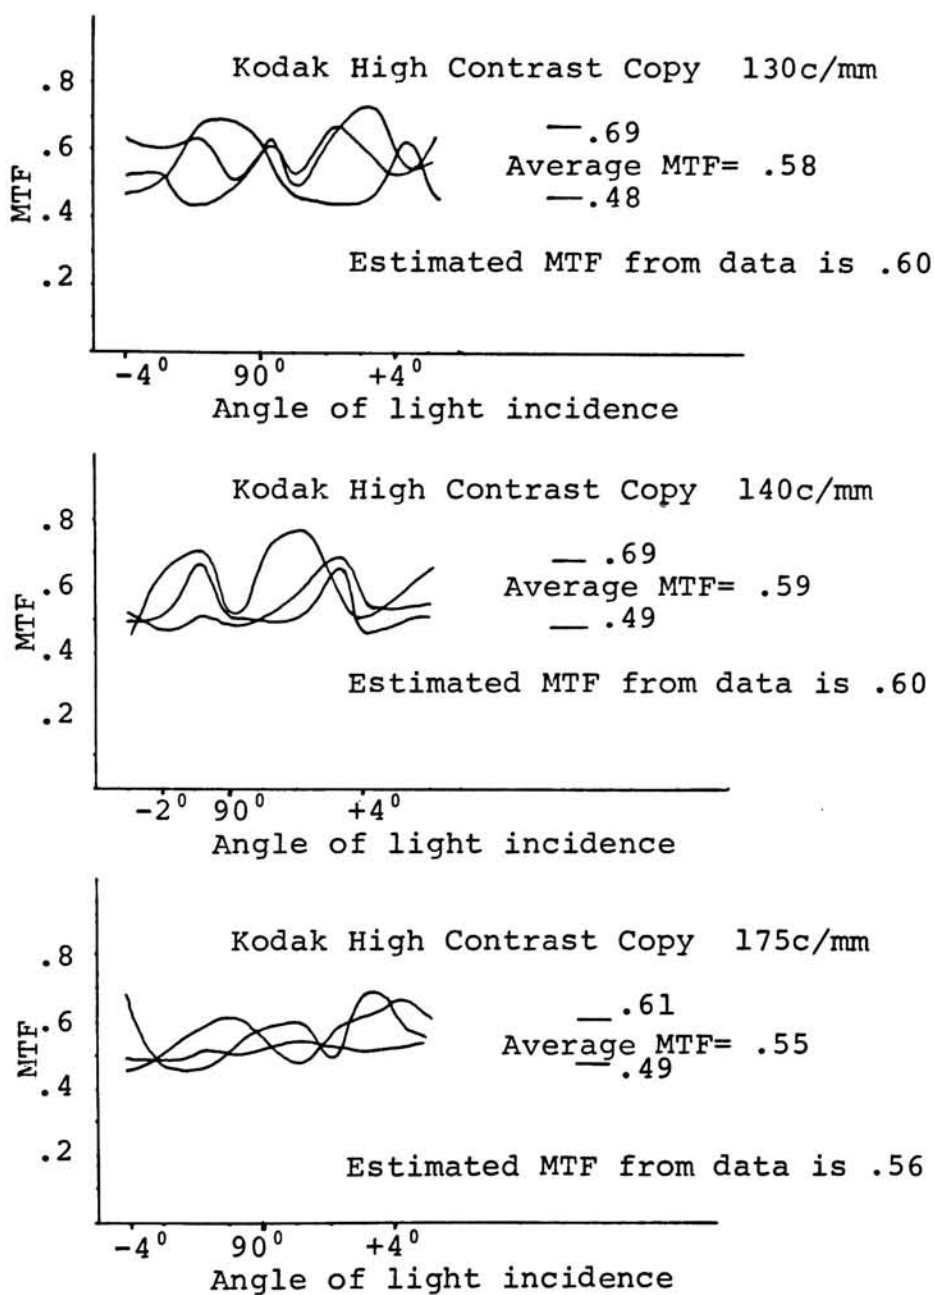 Kodak High Contrast Copy 130c/mm
.8
.69
.6
Average MTF= .58
MTF
.48
.4
Estimated MTF from data is .60
.2
-4⁰ 90⁰ +4⁰
Angle of light incidence
Kodak High Contrast Copy 140c/mm
.8
.69
.6
Average MTF= .59
MTF
.49
.4
Estimated MTF from data is .60
.2
-2⁰ 90⁰ +4⁰
Angle of light incidence
Kodak High Contrast Copy 175c/mm
.8
.61
.6
Average MTF= .55
MTF
.49
.4
.2
Estimated MTF from data is .56
-4⁰ 90⁰ +4⁰
Angle of light incidence